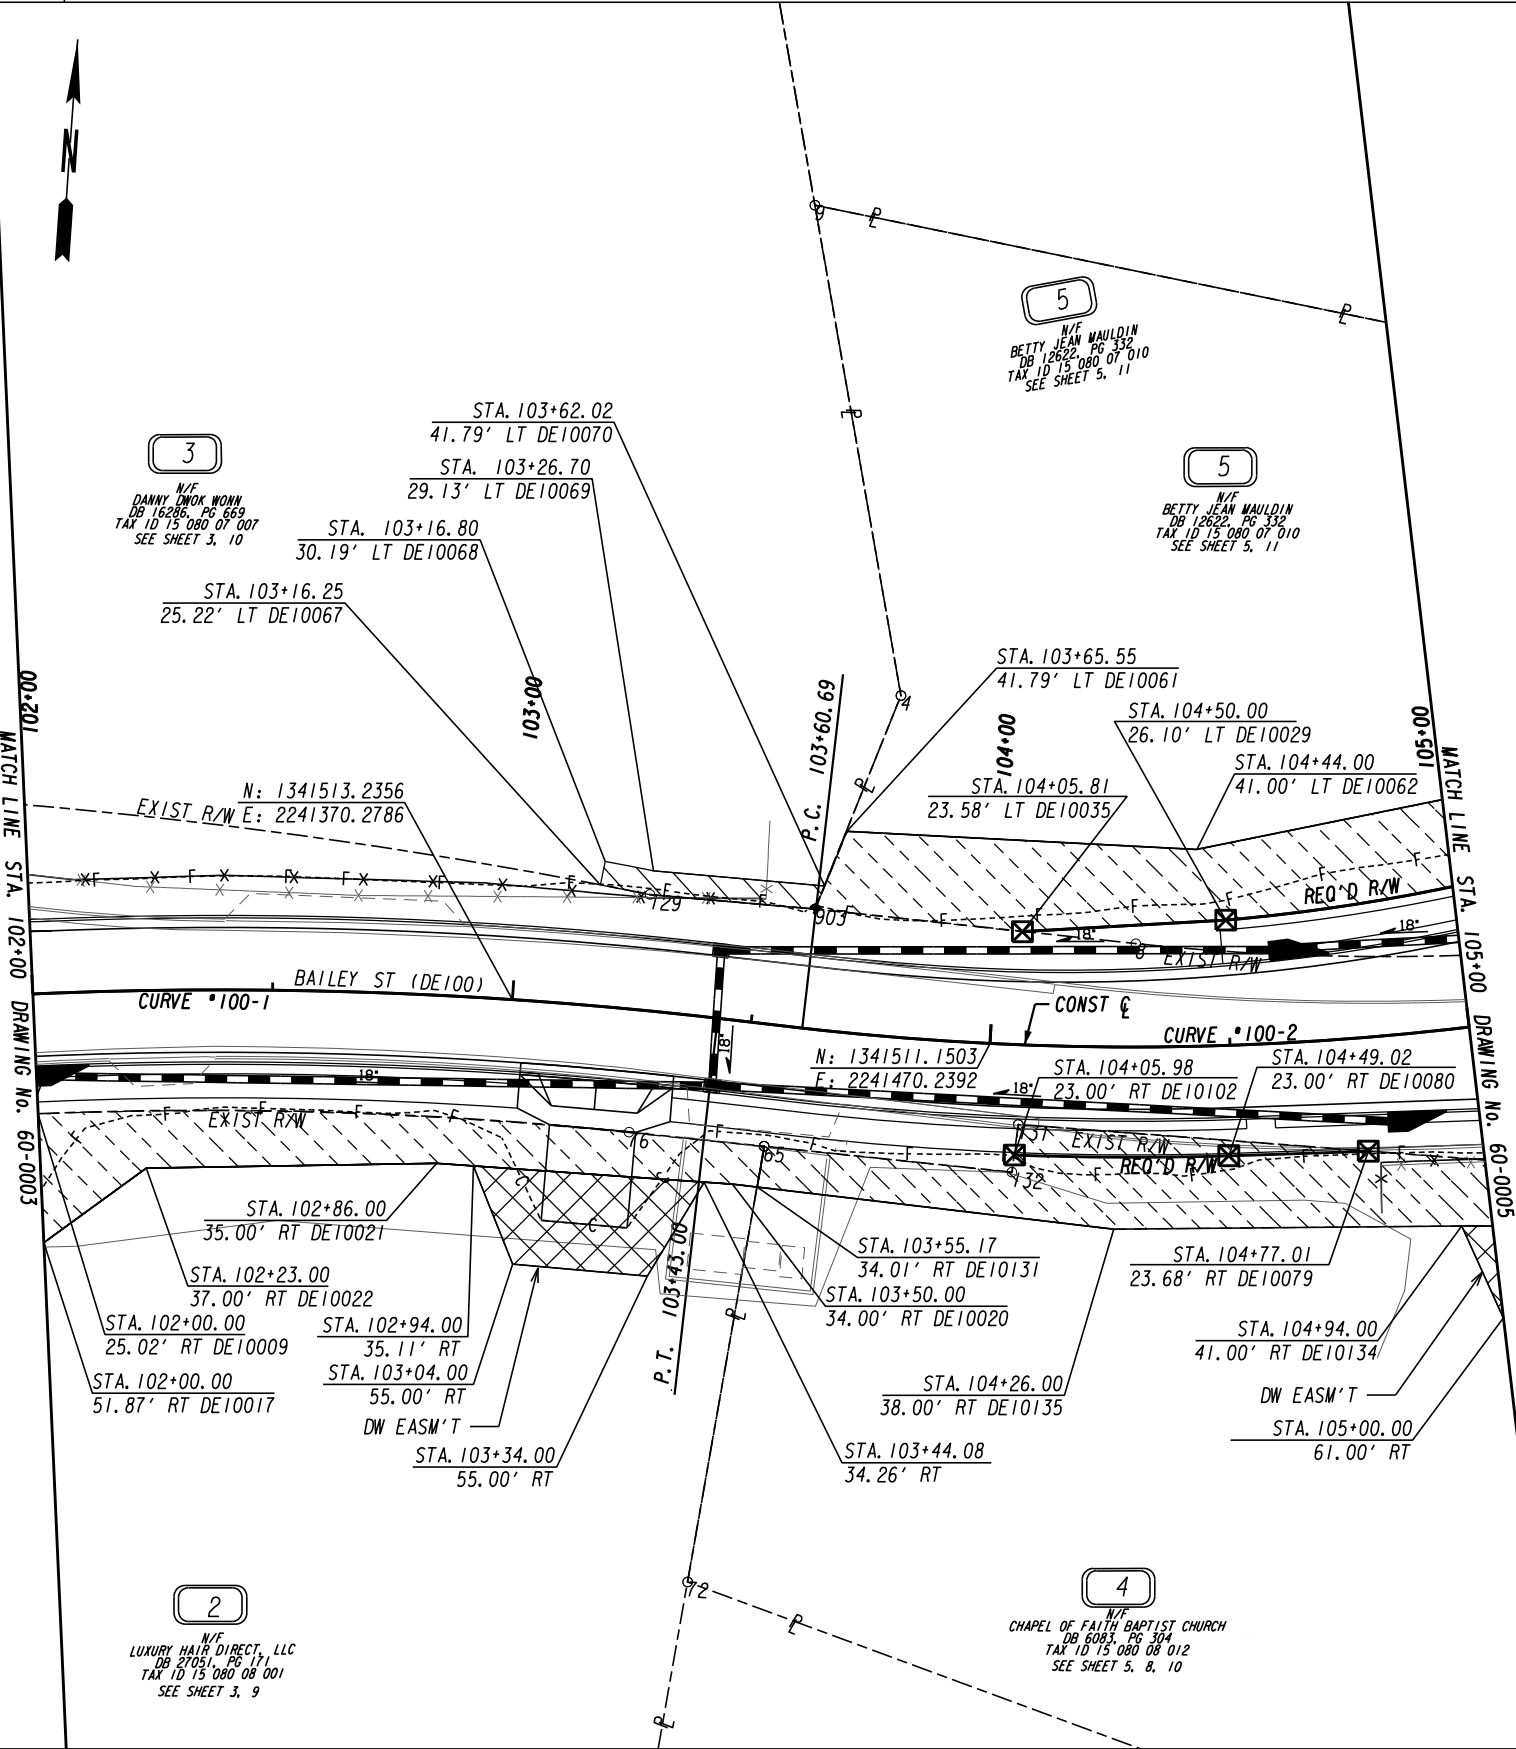 N
9
P L
P L
5
N/F
BETTY JEAN MAULDIN
DB 12622, PG 332
TAX ID 15 080 07 010
SEE SHEET 5, 11
P L
STA. 103+62.02
41.79' LT DE10070
3
N/F
DANNY DWOK WONN
DB 16286, PG 669
TAX ID 15 080 07 007
SEE SHEET 3, 10
STA. 103+26.70
29.13' LT DE10069
5
N/F
BETTY JEAN MAULDIN
DB 12622, PG 332
TAX ID 15 080 07 010
SEE SHEET 5, 11
STA. 103+16.80
30.19' LT DE10068
STA. 103+16.25
25.22' LT DE10067
STA. 103+65.55
41.79' LT DE10061
4
102+00
103+00
P.C. 103+60.69
104+00
105+00
STA. 104+50.00
26.10' LT DE10029
STA. 104+44.00
41.00' LT DE10062
STA. 104+05.81
23.58' LT DE10035
P L
MATCH LINE STA. 102+00 DRAWING No. 60-0003
MATCH LINE STA. 105+00 DRAWING No. 60-0005
N: 1341513.2356
E: 2241370.2786
EXIST R/W
REQ'D R/W
129
903
8
18"
18"
EXIST R/W
BAILEY ST (DE100)
CURVE #100-1
CONST C L
CURVE #100-2
18"
18"
N: 1341511.1503
E: 2241470.2392
STA. 104+05.98
23.00' RT DE10102
STA. 104+49.02
23.00' RT DE10080
18"
EXIST R/W
76
65
EXIST R/W
REQ'D R/W
132
C
C
STA. 102+86.00
35.00' RT DE10021
STA. 102+23.00
37.00' RT DE10022
STA. 102+00.00
25.02' RT DE10009
STA. 102+00.00
51.87' RT DE10017
STA. 102+94.00
35.11' RT
STA. 103+04.00
55.00' RT
DW EASM'T
STA. 103+34.00
55.00' RT
P.T. 103+43.00
P L
STA. 103+55.17
34.01' RT DE10131
STA. 103+50.00
34.00' RT DE10020
STA. 104+26.00
38.00' RT DE10135
STA. 103+44.08
34.26' RT
STA. 104+77.01
23.68' RT DE10079
STA. 104+94.00
41.00' RT DE10134
DW EASM'T
STA. 105+00.00
61.00' RT
72
P L
P L
2
N/F
LUXURY HAIR DIRECT, LLC
DB 27051, PG 171
TAX ID 15 080 08 001
SEE SHEET 3, 9
4
N/F
CHAPEL OF FAITH BAPTIST CHURCH
DB 6083, PG 304
TAX ID 15 080 08 012
SEE SHEET 5, 8, 10